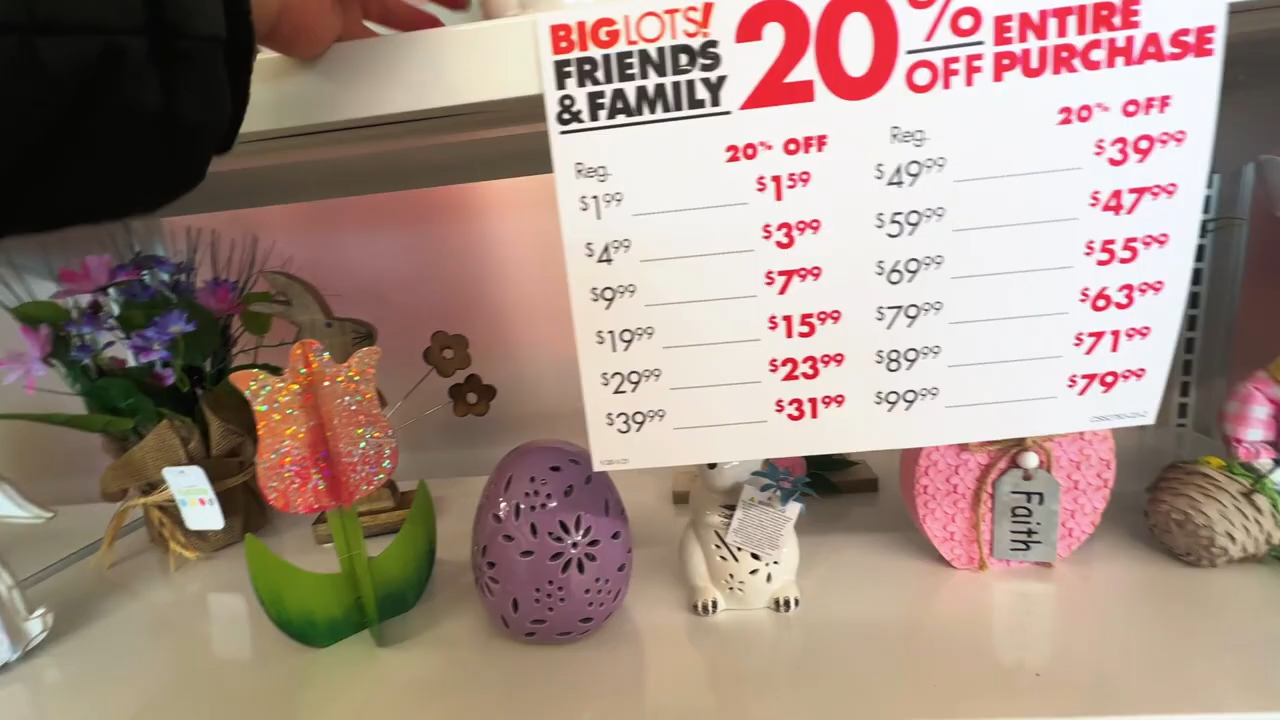 BIGLOTS!
FRIENDS
& FAMILY
20% OFF ENTIRE PURCHASE
Reg. 20% OFF
$1.99 $1.59
$4.99 $3.99
$9.99 $7.99
$19.99 $15.99
$29.99 $23.99
$39.99 $31.99
Reg. 20% OFF
$49.99 $39.99
$59.99 $47.99
$69.99 $55.99
$79.99 $63.99
$89.99 $71.99
$99.99 $79.99
Faith